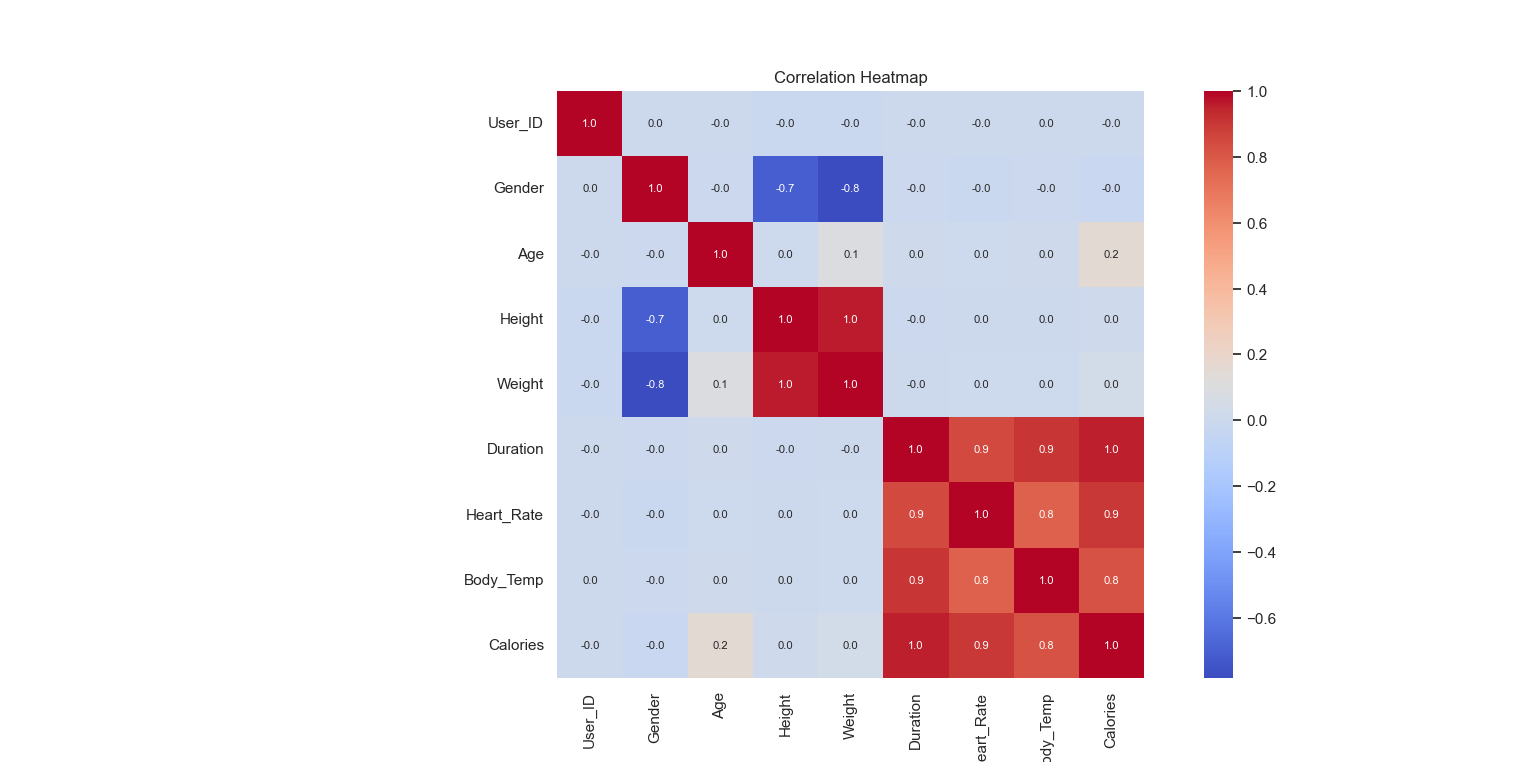 Correlation Heatmap
User_ID 1.0 0.0 -0.0 -0.0 -0.0 -0.0 -0.0 0.0 -0.0
Gender 0.0 1.0 -0.0 -0.7 -0.8 -0.0 -0.0 -0.0 -0.0
Age -0.0 -0.0 1.0 0.0 0.1 0.0 0.0 0.0 0.2
Height -0.0 -0.7 0.0 1.0 1.0 -0.0 0.0 0.0 0.0
Weight -0.0 -0.8 0.1 1.0 1.0 -0.0 0.0 0.0 0.0
Duration -0.0 -0.0 0.0 -0.0 -0.0 1.0 0.9 0.9 1.0
Heart_Rate -0.0 -0.0 0.0 0.0 0.0 0.9 1.0 0.8 0.9
Body_Temp 0.0 -0.0 0.0 0.0 0.0 0.9 0.8 1.0 0.8
Calories -0.0 -0.0 0.2 0.0 0.0 1.0 0.9 0.8 1.0
User_ID Gender Age Height Weight Duration eart_Rate ody_Temp Calories
1.0
0.8
0.6
0.4
0.2
0.0
−0.2
−0.4
−0.6